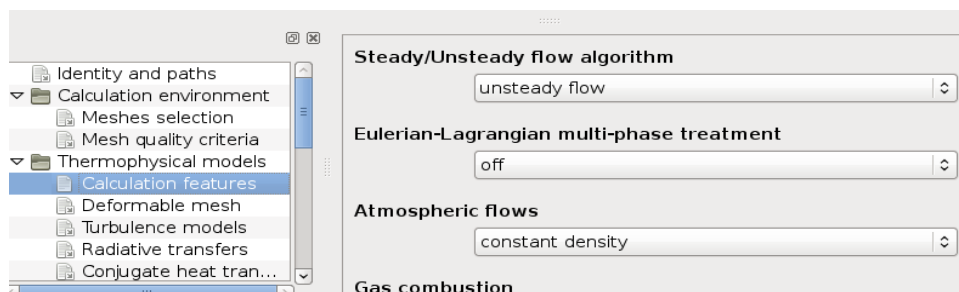 Identity and paths
Calculation environment
Meshes selection
Mesh quality criteria
Thermophysical models
Calculation features
Deformable mesh
Turbulence models
Radiative transfers
Conjugate heat tran...
Steady/Unsteady flow algorithm
unsteady flow
Eulerian-Lagrangian multi-phase treatment
off
Atmospheric flows
constant density
Gas combustion